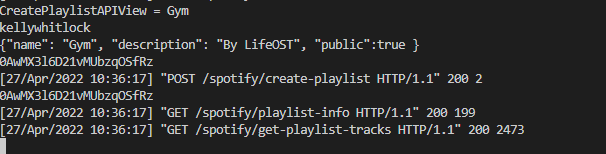 CreatePlaylistAPIView = Gym
kellywhitlock
{"name": "Gym", "description": "By LifeOST", "public":true }
0AwMX3l6D21vMUbzqOSfRz
[27/Apr/2022 10:36:17] "POST /spotify/create-playlist HTTP/1.1" 200 2
0AwMX3l6D21vMUbzqOSfRz
[27/Apr/2022 10:36:17] "GET /spotify/playlist-info HTTP/1.1" 200 199
[27/Apr/2022 10:36:17] "GET /spotify/get-playlist-tracks HTTP/1.1" 200 2473